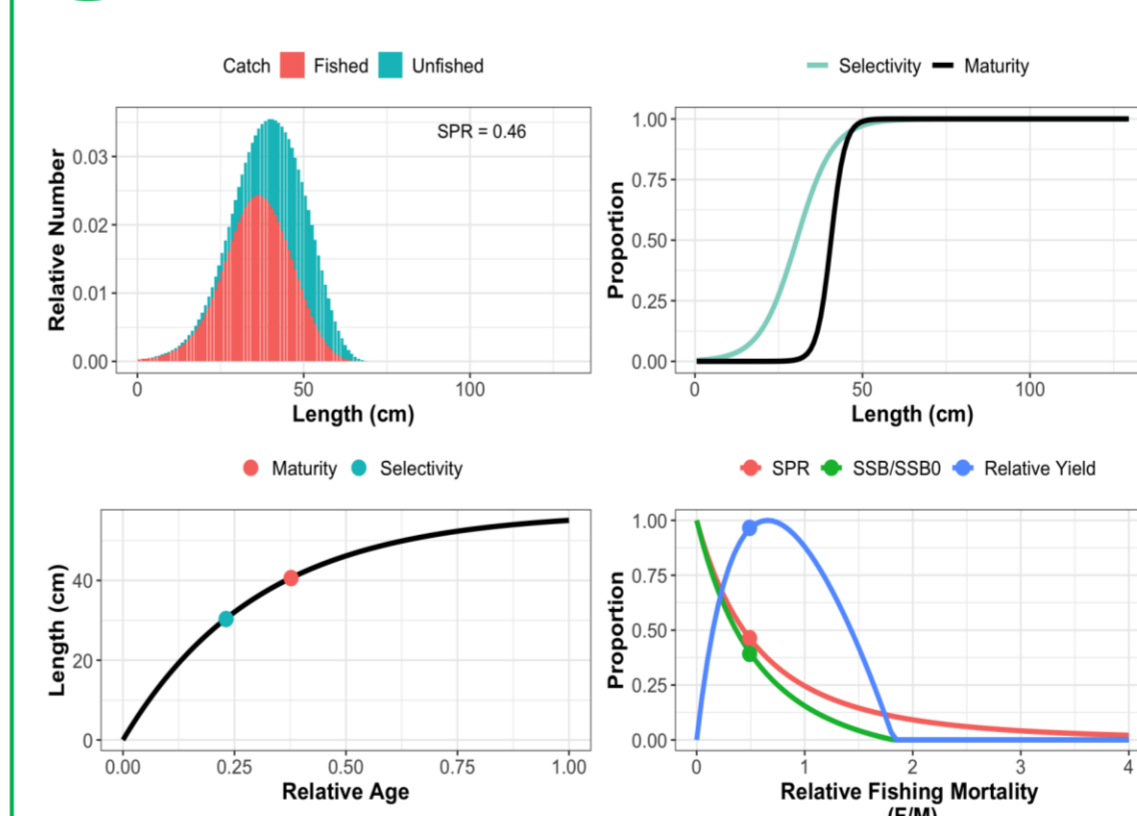 Catch Fished Unfished
SPR = 0.46
Relative Number
0.03
0.02
0.01
0.00
0 50 100
Length (cm)
Selectivity Maturity
Proportion
1.00
0.75
0.50
0.25
0.00
0 50 100
Length (cm)
Maturity Selectivity
Length (cm)
40
20
0
0.00 0.25 0.50 0.75 1.00
Relative Age
SPR SSB/SSB0 Relative Yield
Proportion
1.00
0.75
0.50
0.25
0.00
0 1 2 3 4
Relative Fishing Mortality
(F/M)